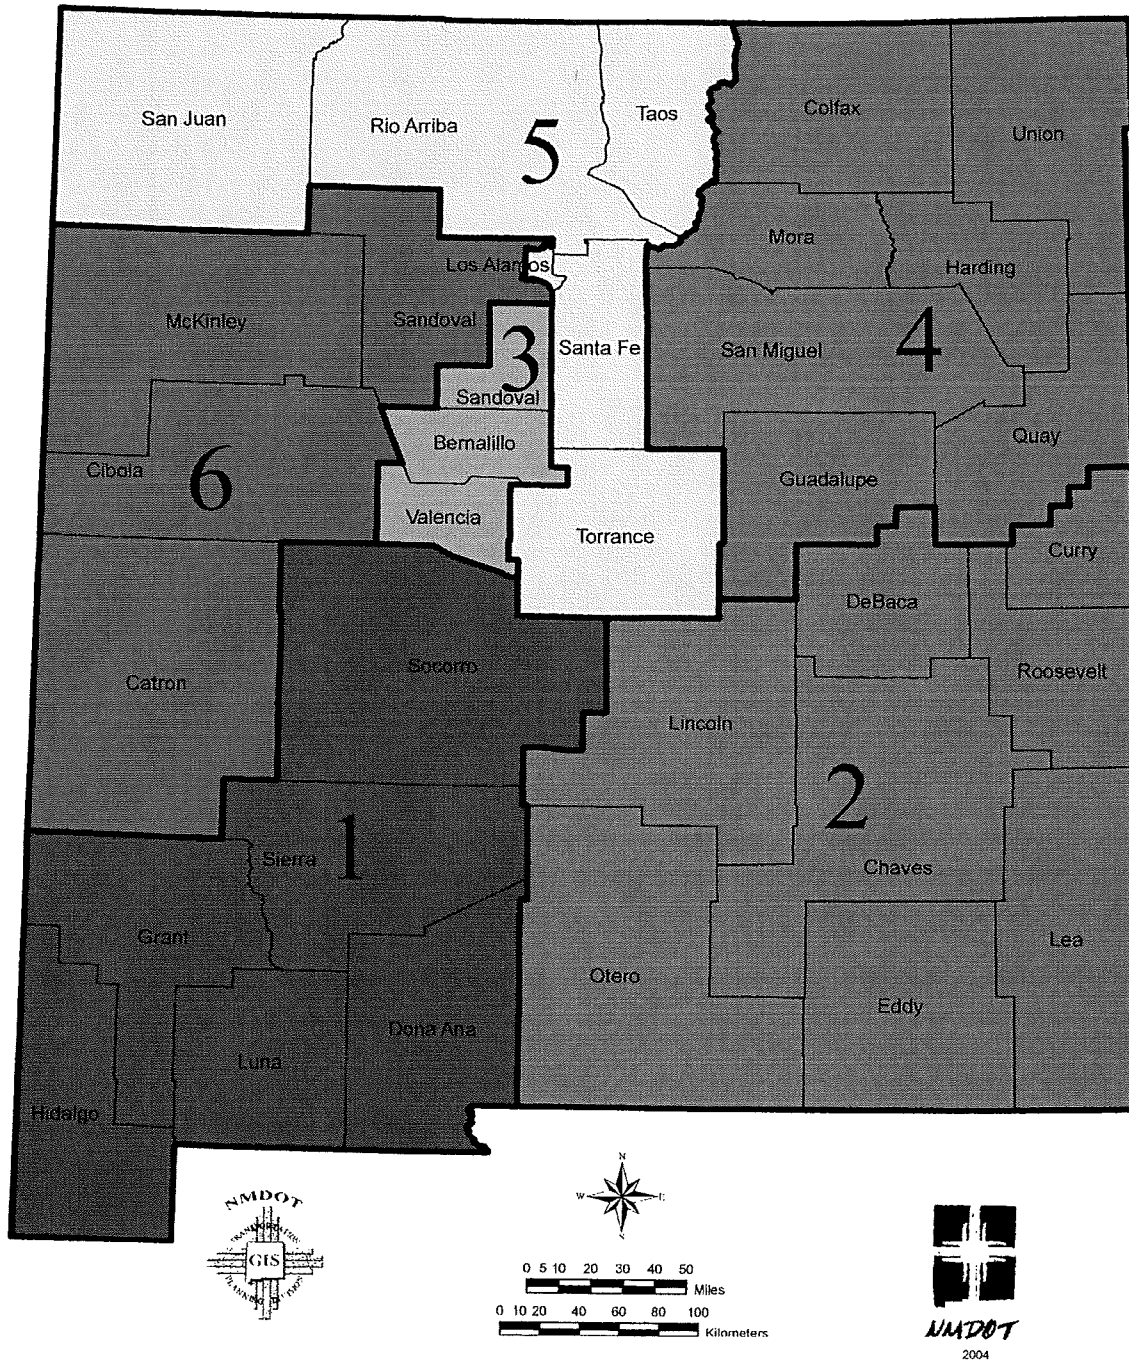 San Juan
Rio Arriba
5
Taos
Colfax
Union
Mora
Harding
Los Alamos
McKinley
Sandoval
3
Santa Fe
San Miguel
4
Sandoval
Bernalillo
Quay
Cibola
6
Guadalupe
Valencia
Torrance
Curry
DeBaca
Socorro
Roosevelt
Catron
Lincoln
2
1
Sierra
Chaves
Grant
Lea
Otero
Eddy
Dona Ana
Luna
Hidalgo
N
W
E
S
NMDOT
TRANSPORTATION
GIS
PLANNING DIVISION
0 5 10 20 30 40 50
Miles
0 10 20 40 60 80 100
Kilometers
NMDOT
2004